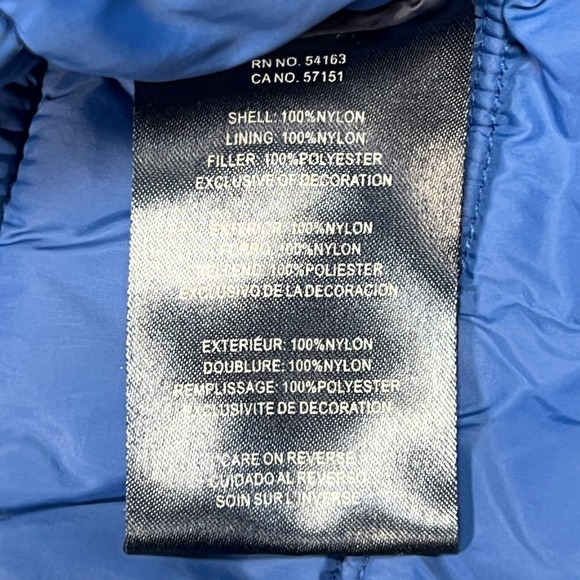 RN NO. 54163
CA NO. 57151
SHELL: 100%NYLON
LINING: 100%NYLON
FILLER: 100%POLYESTER
EXCLUSIVE OF DECORATION
EXTERIOR: 100%NYLON
FORRO: 100%NYLON
RELLENO: 100%POLIESTER
EXCLUSIVO DE LA DECORACION
EXTERIEUR: 100%NYLON
DOUBLURE: 100%NYLON
REMPLISSAGE: 100%POLYESTER
EXCLUSIVITE DE DECORATION
CARE ON REVERSE
CUIDADO AL REVERSO
SOIN SUR L'INVERSE